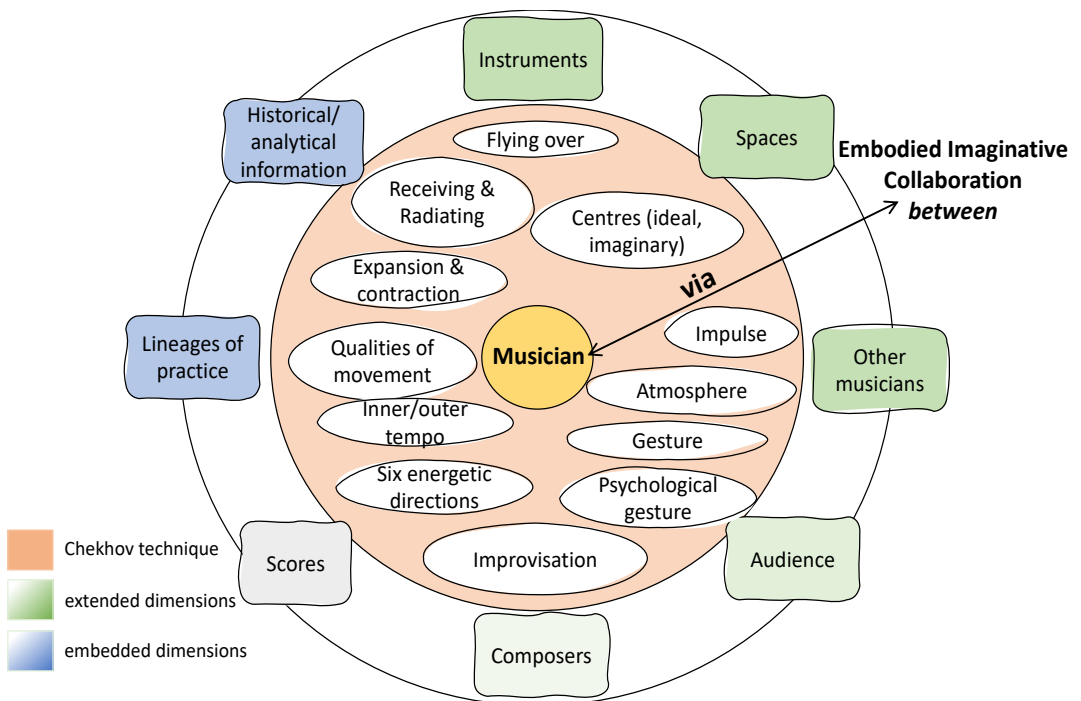 Instruments
Historical/
analytical
information
Flying over
Spaces
Embodied Imaginative
Collaboration
between
Receiving &
Radiating
Centres (ideal,
imaginary)
Expansion &
contraction
via
Impulse
Lineages of
practice
Qualities of
movement
Musician
Other
musicians
Atmosphere
Inner/outer
tempo
Gesture
Six energetic
directions
Psychological
gesture
Chekhov technique
Scores
Improvisation
Audience
extended dimensions
embedded dimensions
Composers